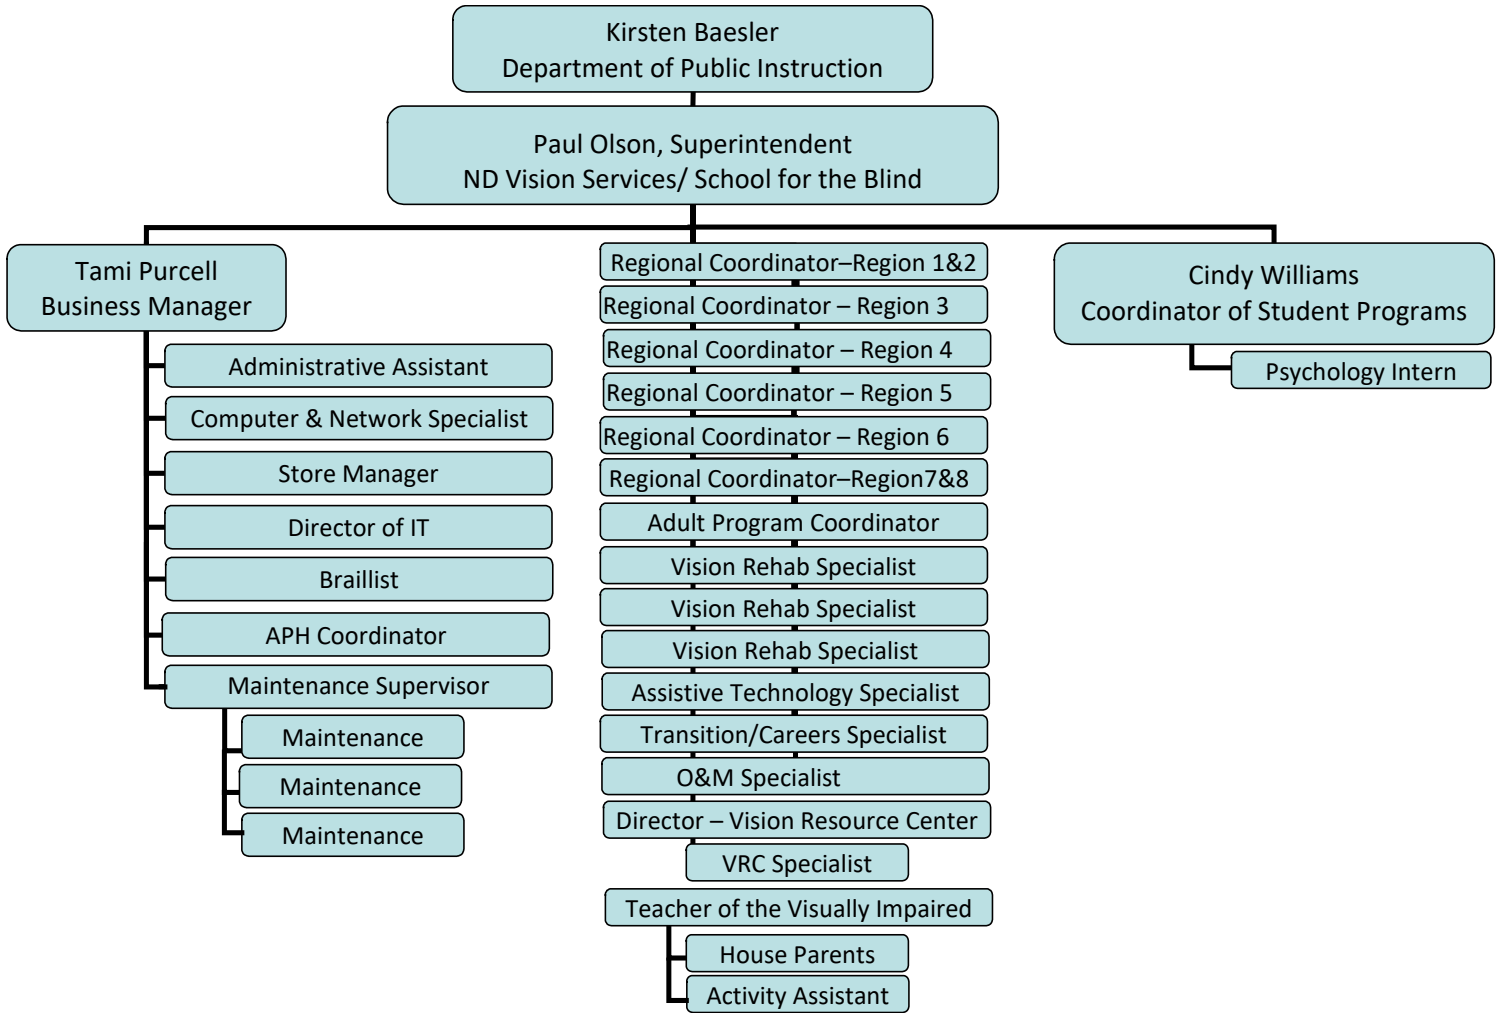 Kirsten Baesler
Department of Public Instruction
Paul Olson, Superintendent
ND Vision Services/ School for the Blind
Tami Purcell
Business Manager
Administrative Assistant
Computer & Network Specialist
Store Manager
Director of IT
Braillist
APH Coordinator
Maintenance Supervisor
Maintenance
Maintenance
Maintenance
Regional Coordinator–Region 1&2
Regional Coordinator – Region 3
Regional Coordinator – Region 4
Regional Coordinator – Region 5
Regional Coordinator – Region 6
Regional Coordinator–Region7&8
Adult Program Coordinator
Vision Rehab Specialist
Vision Rehab Specialist
Vision Rehab Specialist
Assistive Technology Specialist
Transition/Careers Specialist
O&M Specialist
Director – Vision Resource Center
VRC Specialist
Teacher of the Visually Impaired
House Parents
Activity Assistant
Cindy Williams
Coordinator of Student Programs
Psychology Intern